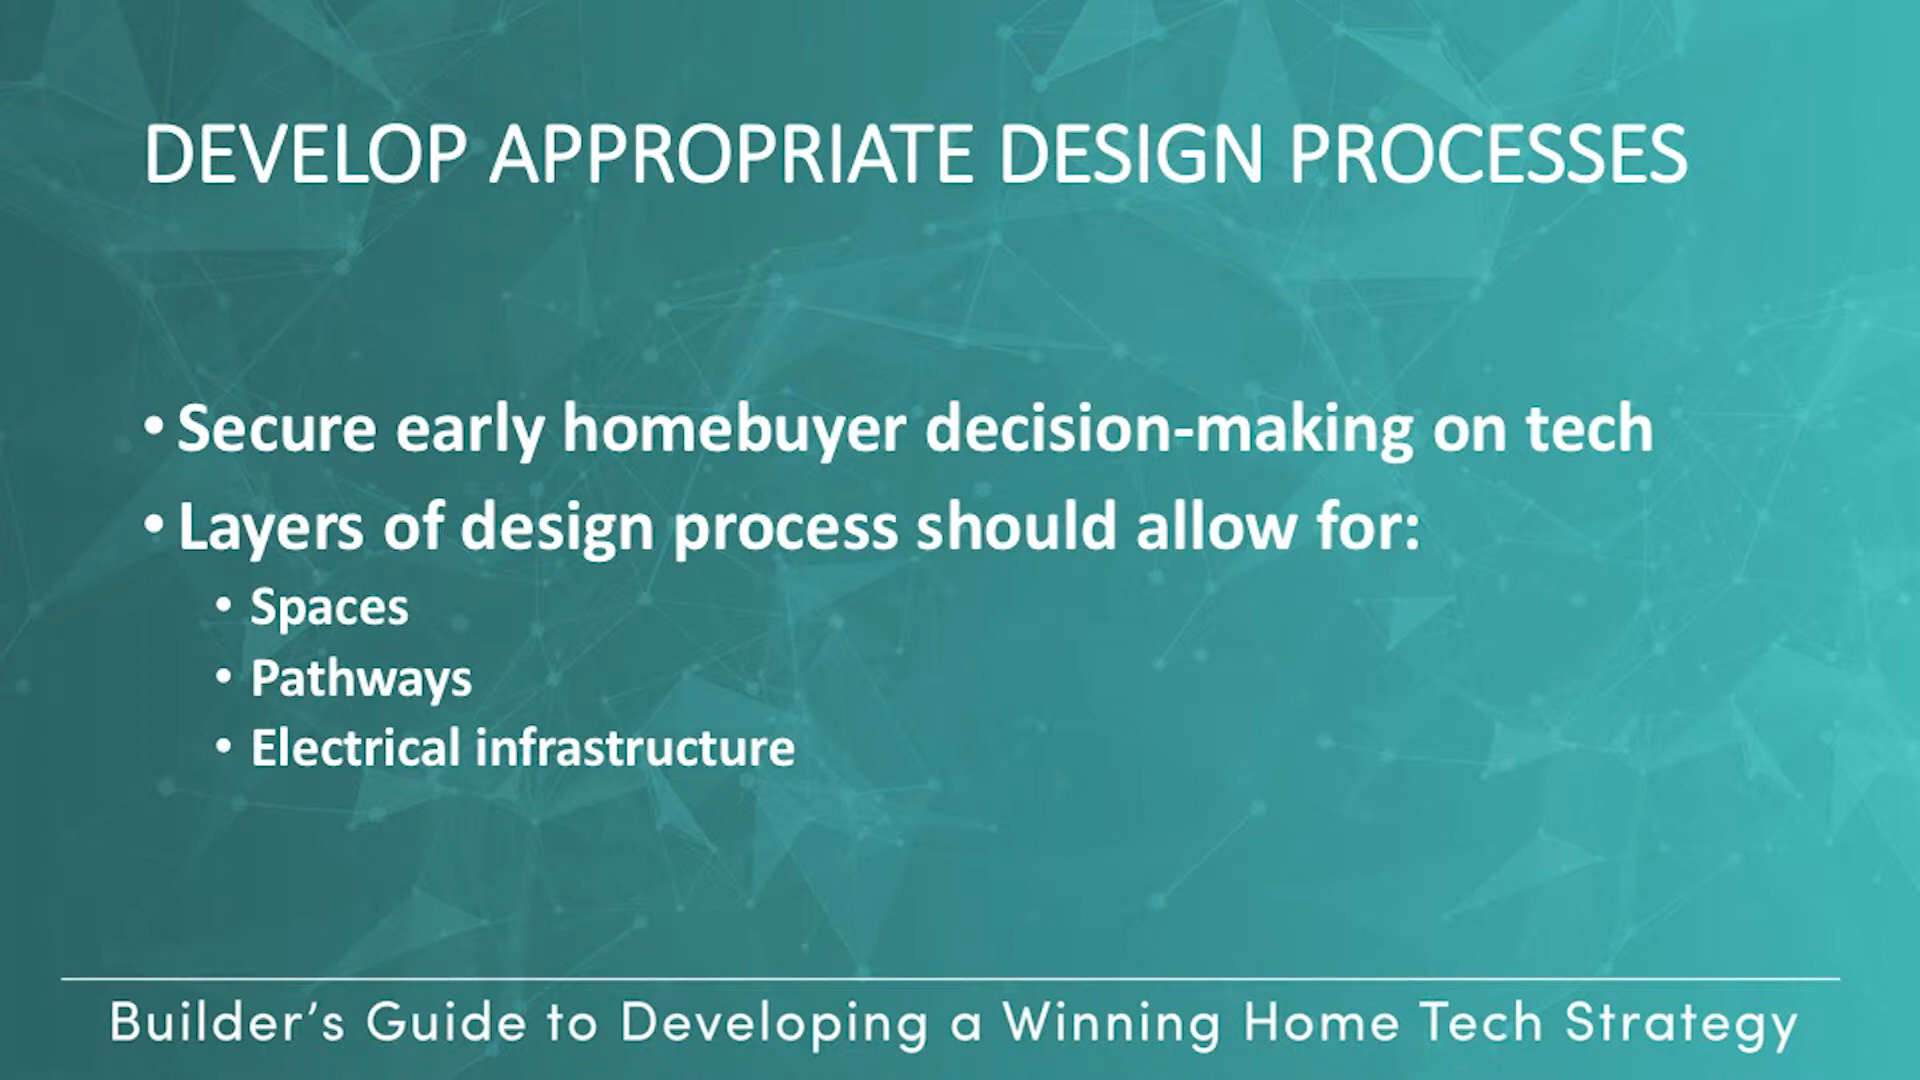 DEVELOP APPROPRIATE DESIGN PROCESSES
• Secure early homebuyer decision-making on tech
• Layers of design process should allow for:
• Spaces
• Pathways
• Electrical infrastructure
Builder’s Guide to Developing a Winning Home Tech Strategy